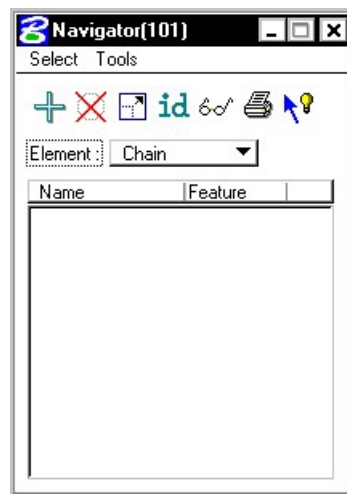 Navigator(101)
Select Tools
id
Element : Chain
Name Feature